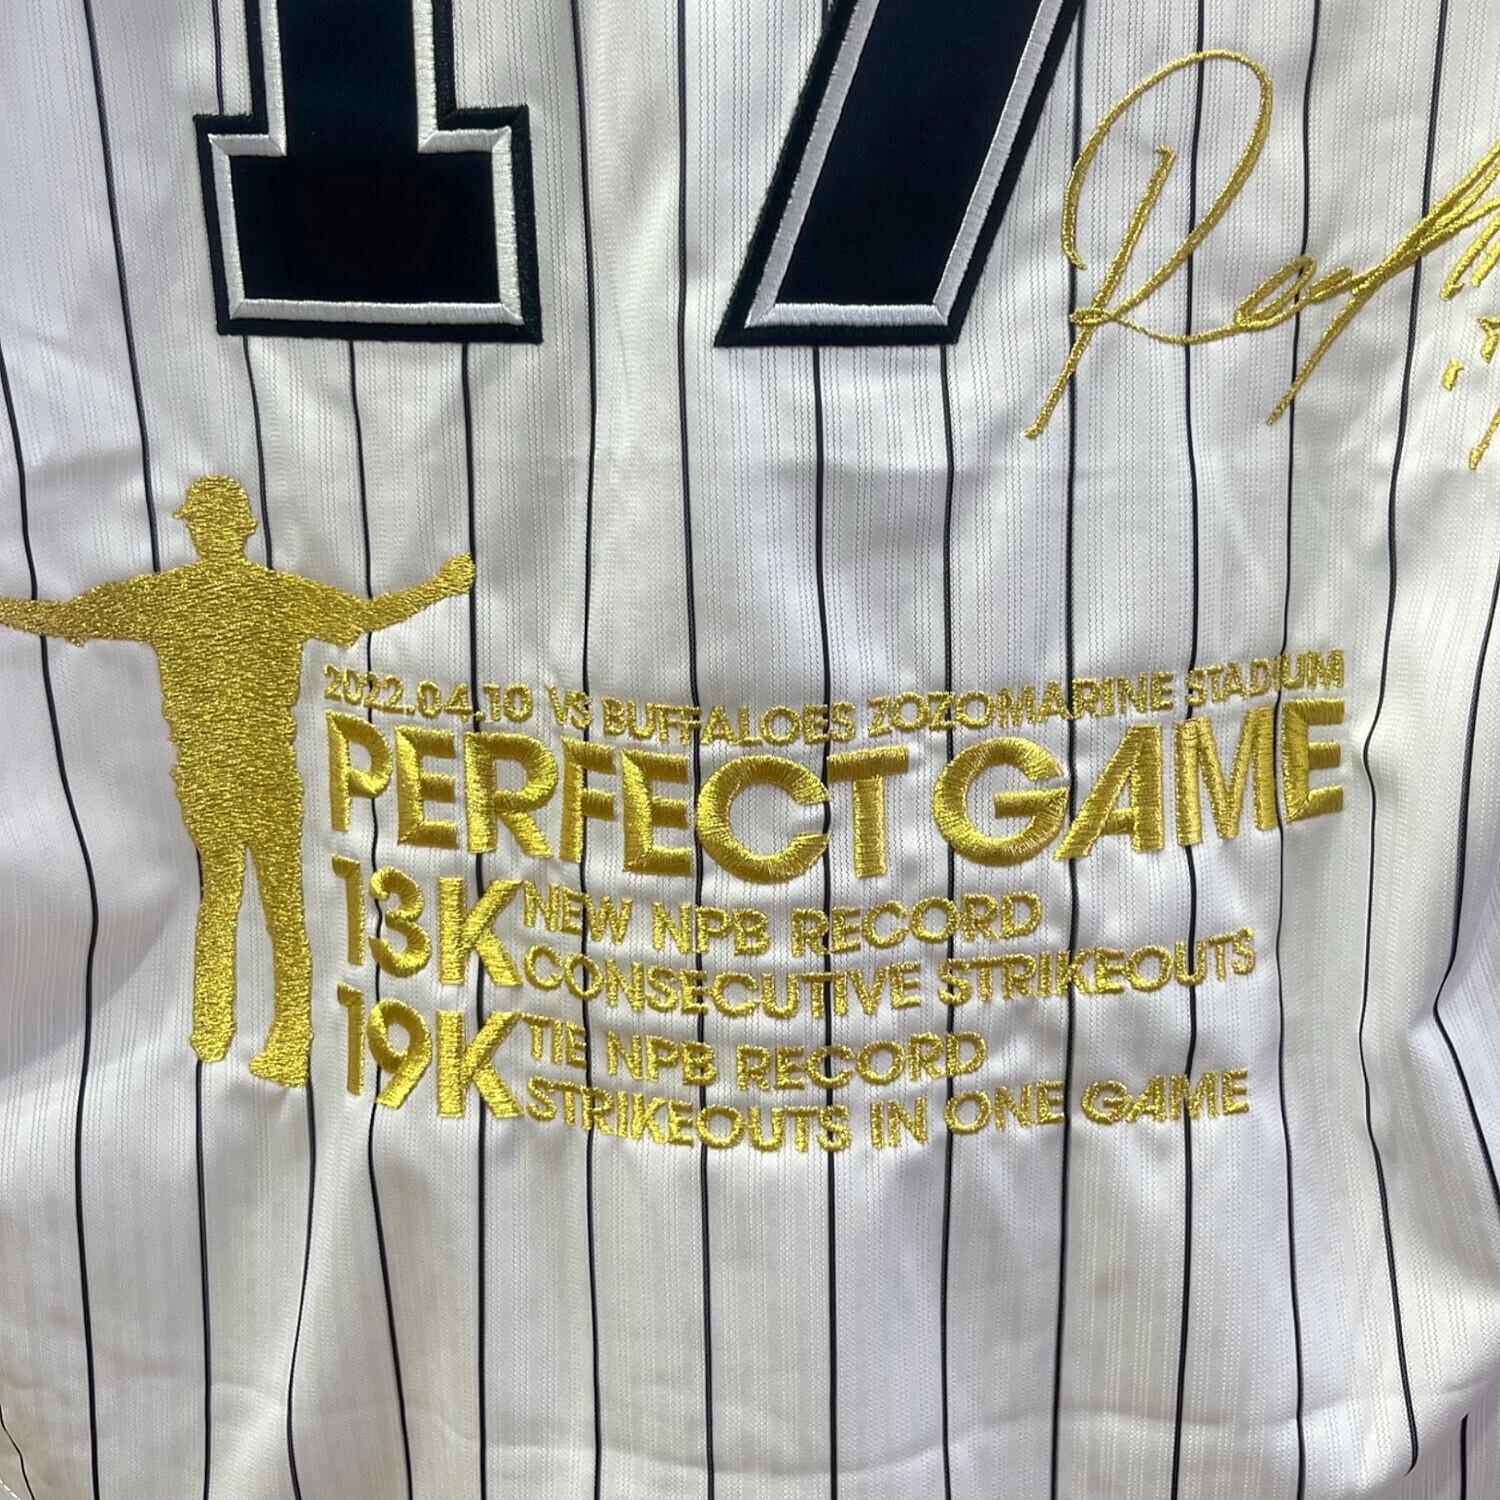 17
2022.04.10 VS BUFFALOES ZOZOMARINE STADIUM
PERFECT GAME
13K NEW NPB RECORD
CONSECUTIVE STRIKEOUTS
19K TIE NPB RECORD
STRIKEOUTS IN ONE GAME